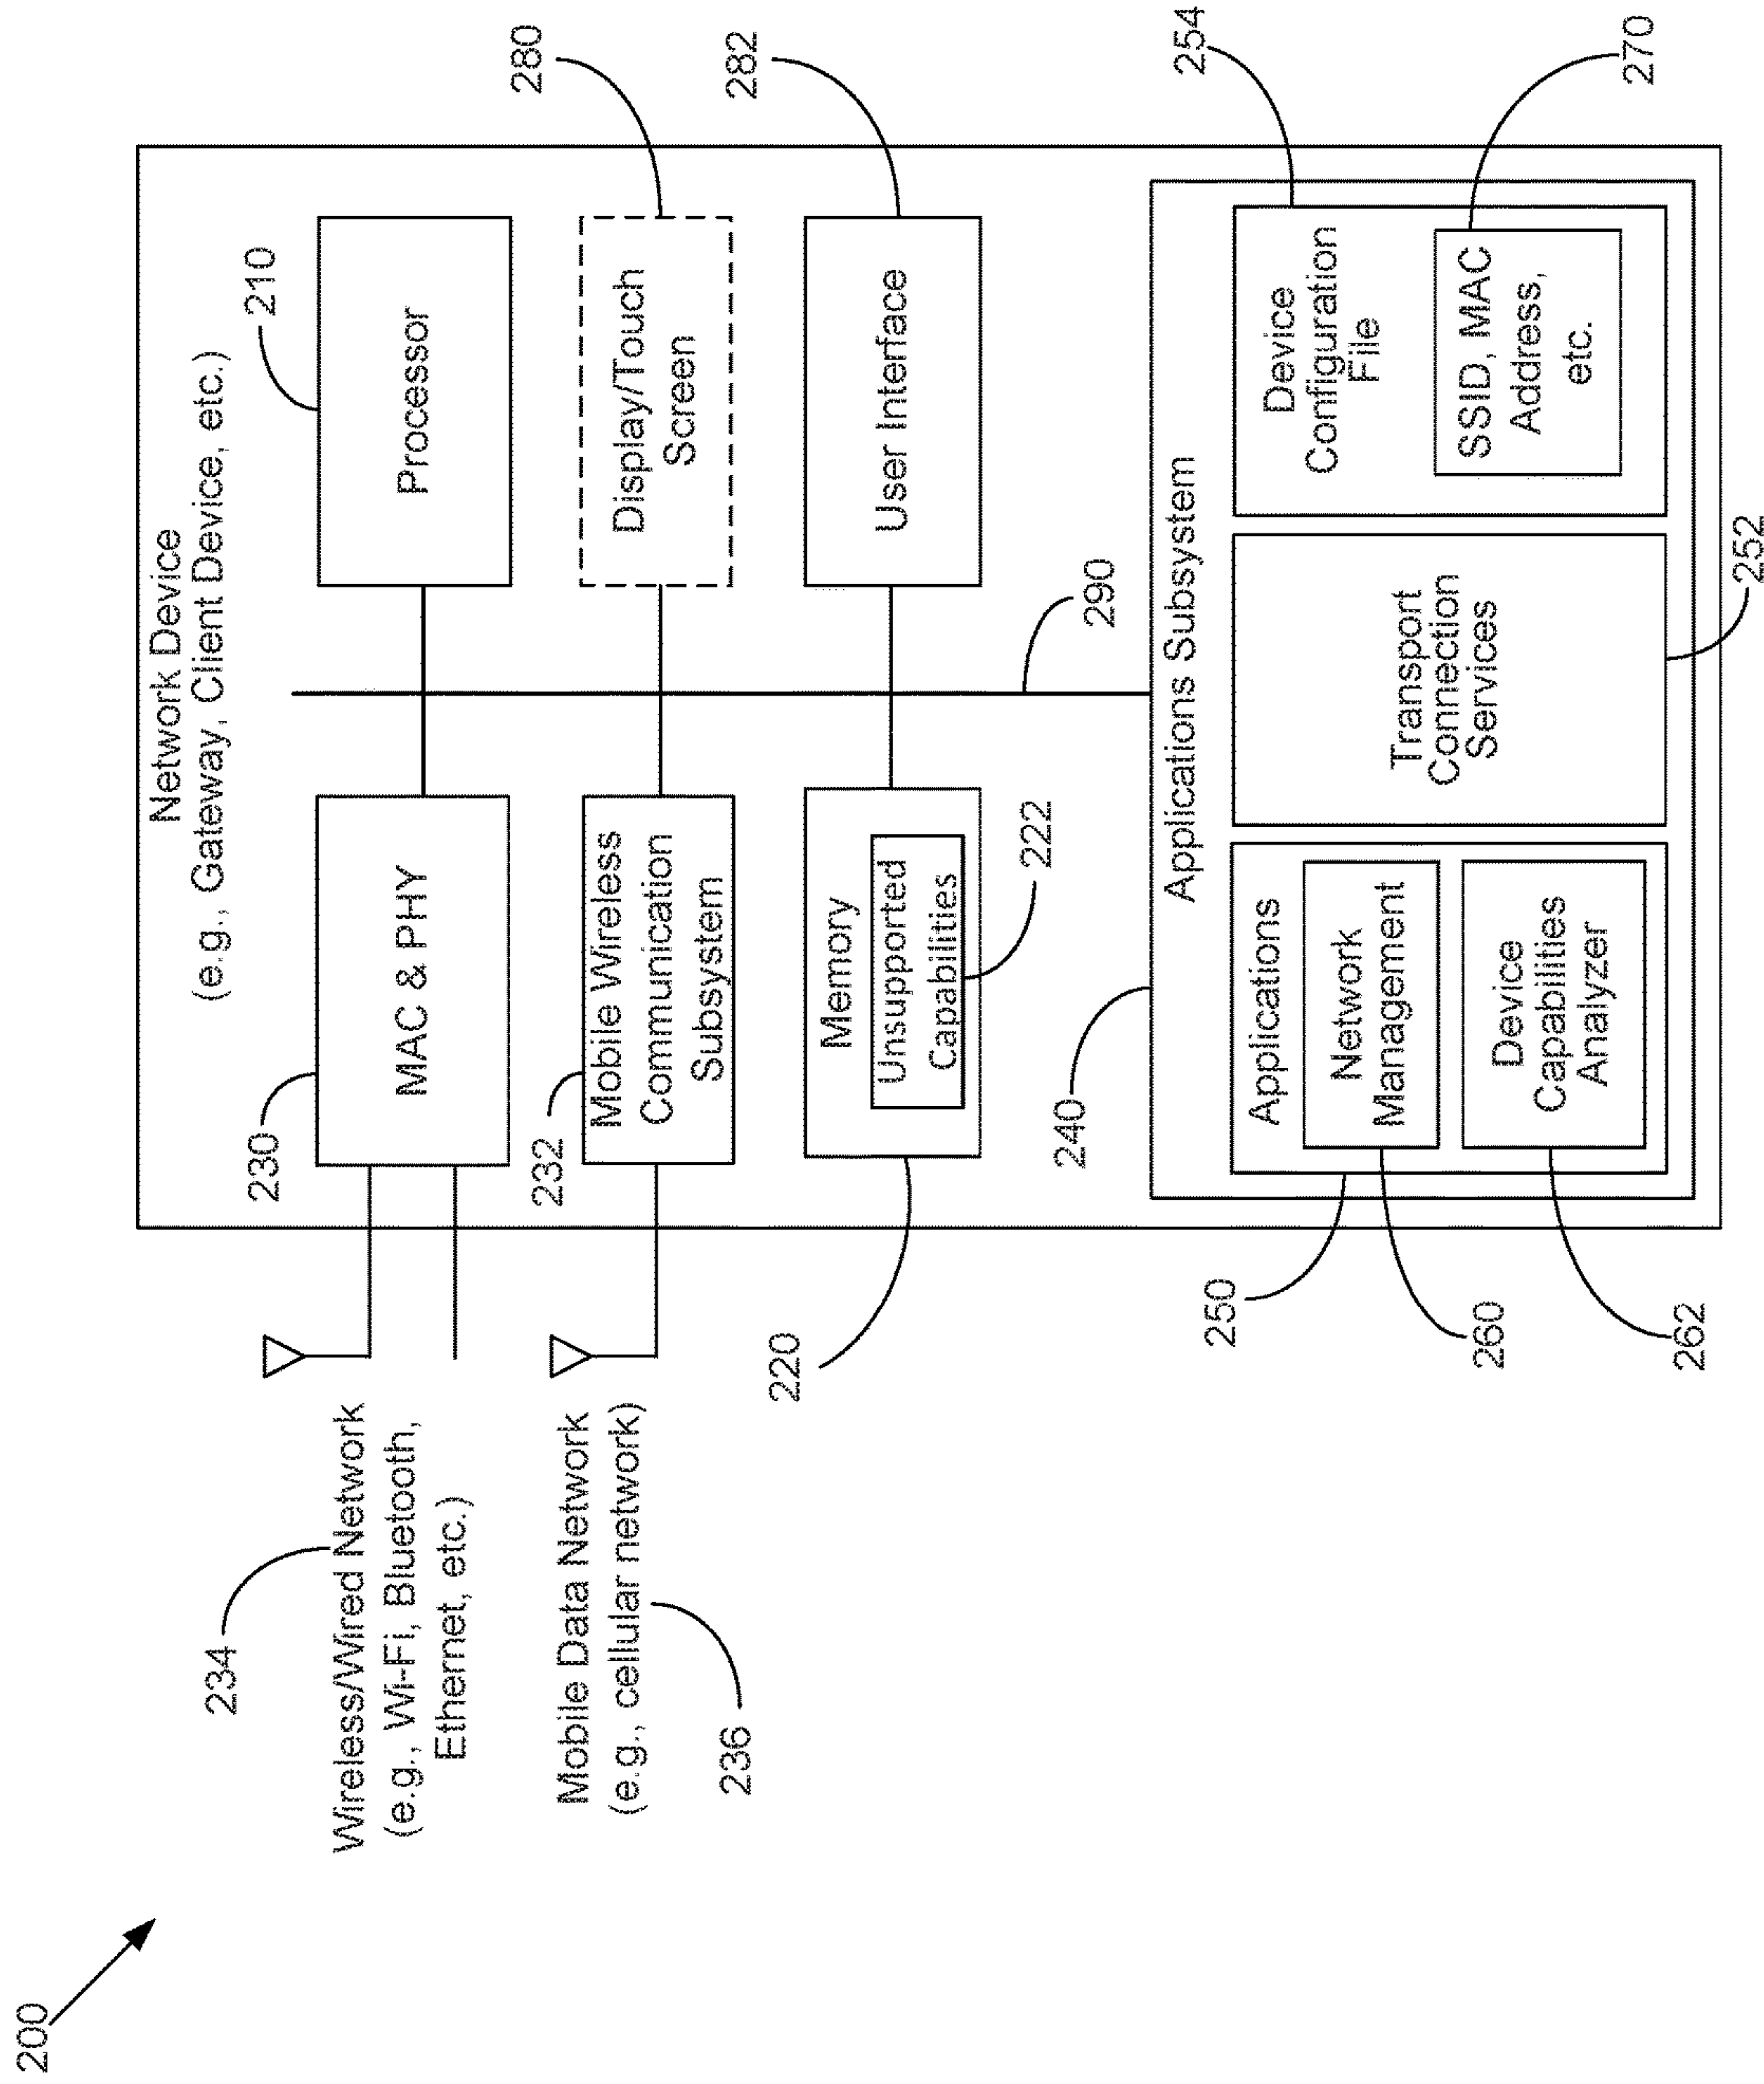 200
Network Device
(e.g., Gateway, Client Device, etc.)
234
Wireless/Wired Network
(e.g., Wi-Fi, Bluetooth,
Ethernet, etc.)
230
MAC & PHY
210
Processor
Mobile Data Network
(e.g., cellular network)
236
232
Mobile Wireless
Communication
Subsystem
Display/Touch
Screen
280
220
Memory
Unsupported
Capabilities
222
User Interface
282
290
240
Applications Subsystem
250
Applications
Network
Management
260
Device
Capabilities
Analyzer
262
Transport
Connection
Services
252
Device
Configuration
File
254
SSID, MAC
Address,
etc.
270